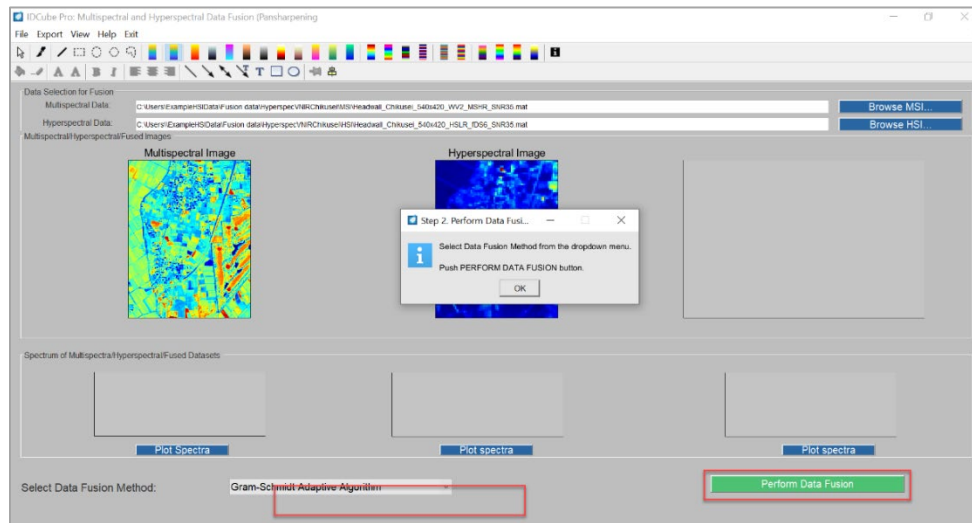 IDCube Pro: Multispectral and Hyperspectral Data Fusion (Pansharpening
File Export View Help Exit
A A B I T
Data Selection for Fusion
Multispectral Data: C:\Users\ExampleHSIData\Fusion data\HyperspecVNIRChikusei\MSI\Headwall_Chikusei_540x420_WV2_MSHR_SNR35.mat Browse MSI...
Hyperspectral Data: C:\Users\ExampleHSIData\Fusion data\HyperspecVNIRChikusei\HSI\Headwall_Chikusei_540x420_HSLR_fD56_SNR35.mat Browse HSI...
Multispectral/Hyperspectral/Fused Images
Multispectral Image Hyperspectral Image
Step 2. Perform Data Fusi...
Select Data Fusion Method from the dropdown menu.
Push PERFORM DATA FUSION button.
OK
Spectrum of Multispectra/Hyperspectral/Fused Datasets
Plot Spectra Plot spectra Plot spectra
Select Data Fusion Method: Gram-Schmidt Adaptive Algorithm Perform Data Fusion